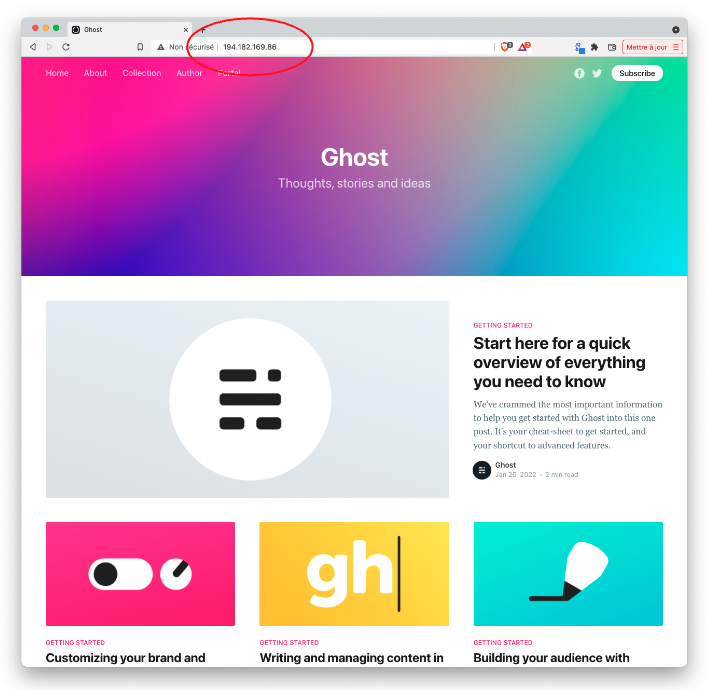 Ghost
Non sécurisé 194.182.169.86
Mettre à jour
Home About Collection Author Portal
Subscribe
Ghost
Thoughts, stories and ideas
GETTING STARTED
Start here for a quick
overview of everything
you need to know
We've crammed the most important information
to help you get started with Ghost into this one
post. It's your cheat-sheet to get started, and
your shortcut to advanced features.
Ghost
Jan 26, 2022 · 2 min read
gh
GETTING STARTED
Customizing your brand and
GETTING STARTED
Writing and managing content in
GETTING STARTED
Building your audience with